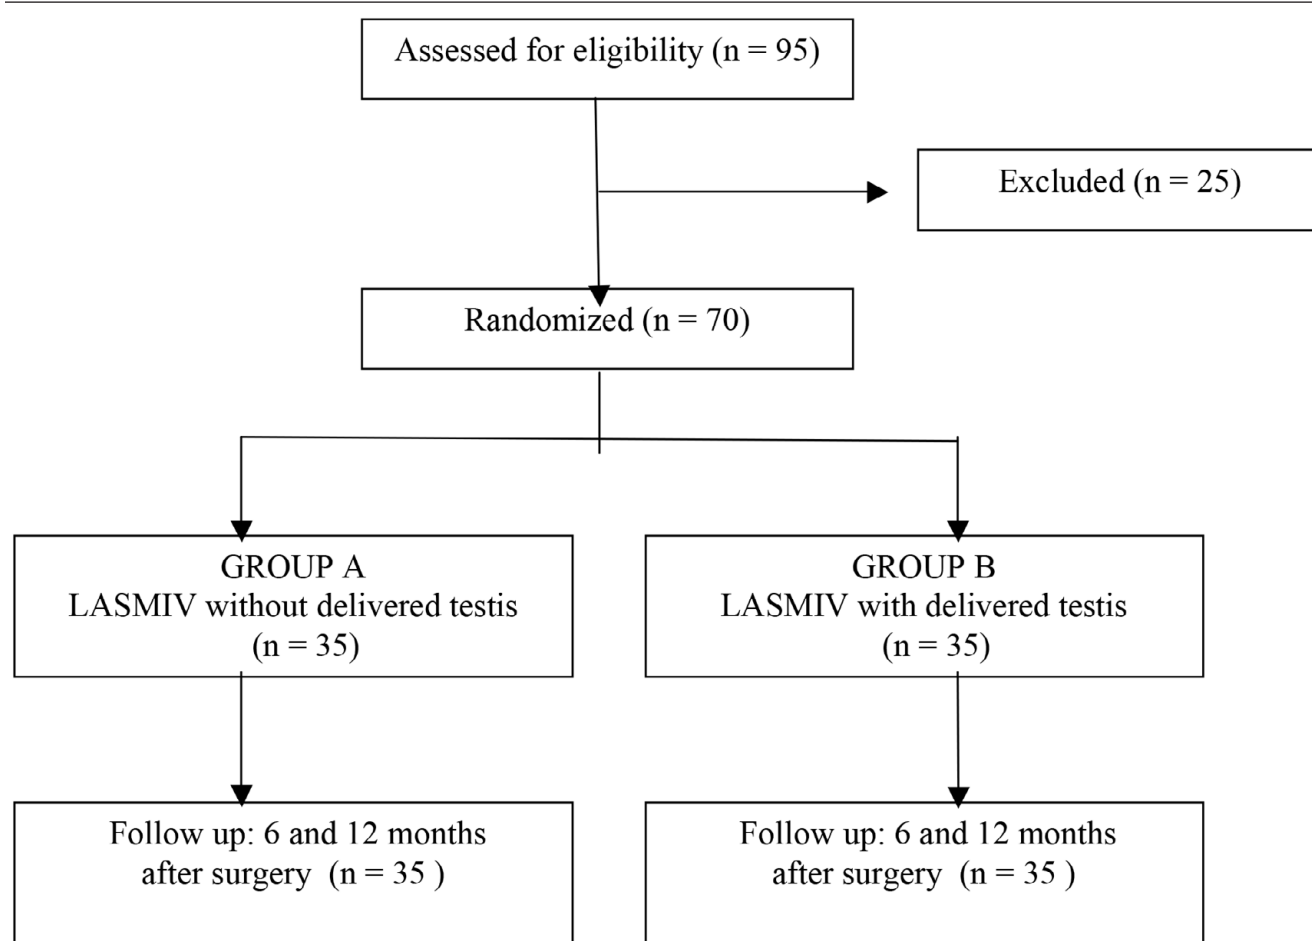 Assessed for eligibility (n = 95)
Excluded (n = 25)
Randomized (n = 70)
GROUP A
LASMIV without delivered testis
(n = 35)
GROUP B
LASMIV with delivered testis
(n = 35)
Follow up: 6 and 12 months
after surgery (n = 35 )
Follow up: 6 and 12 months
after surgery (n = 35 )